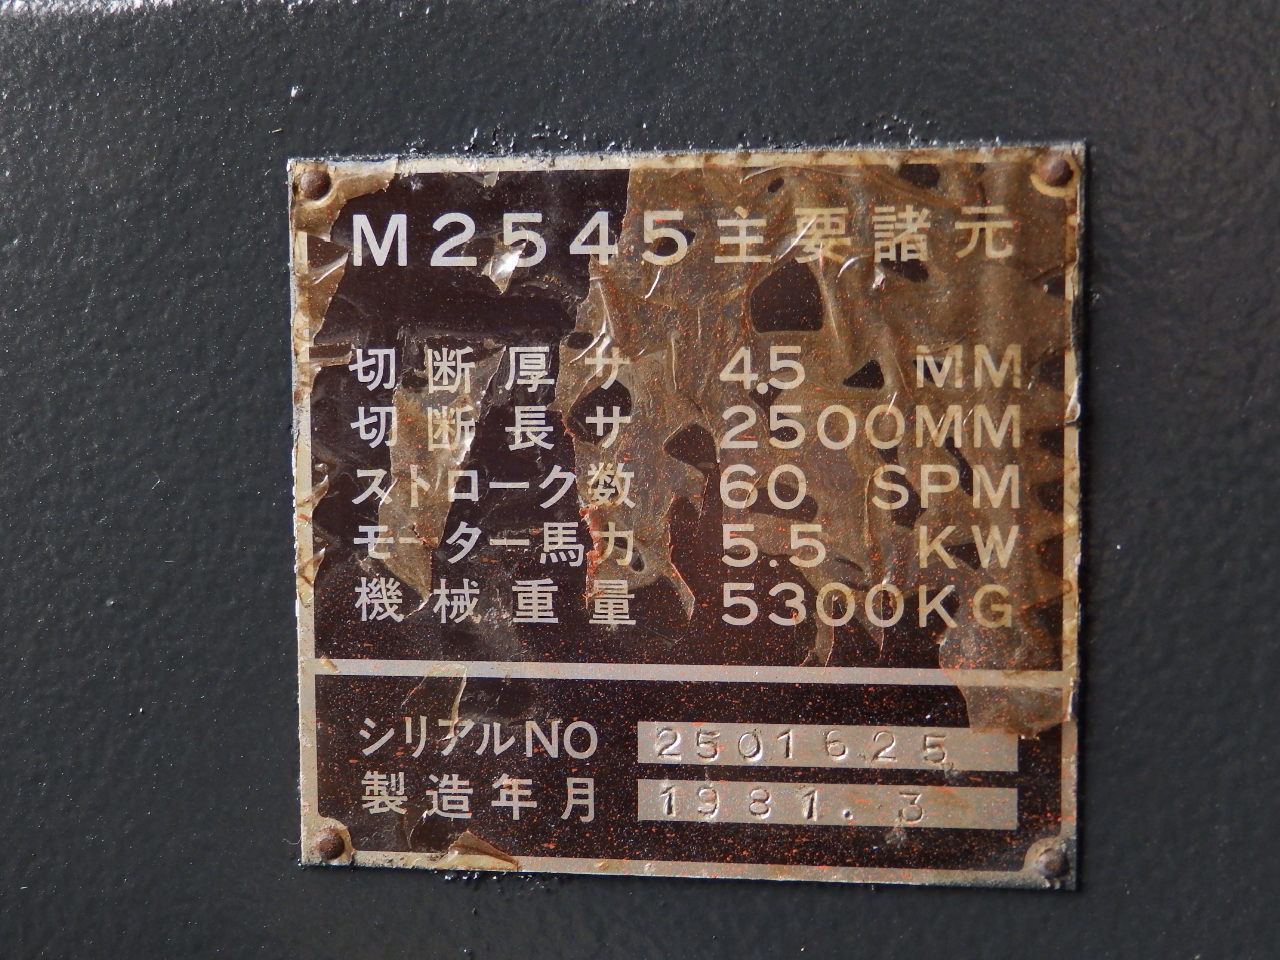 M2545主要諸元
切断厚サ 4.5 MM
切断長サ 2500MM
ストローク数 60 SPM
モーター馬力 5.5 KW
機械重量 5300KG
シリアルNO 2501625
製造年月 1981.3